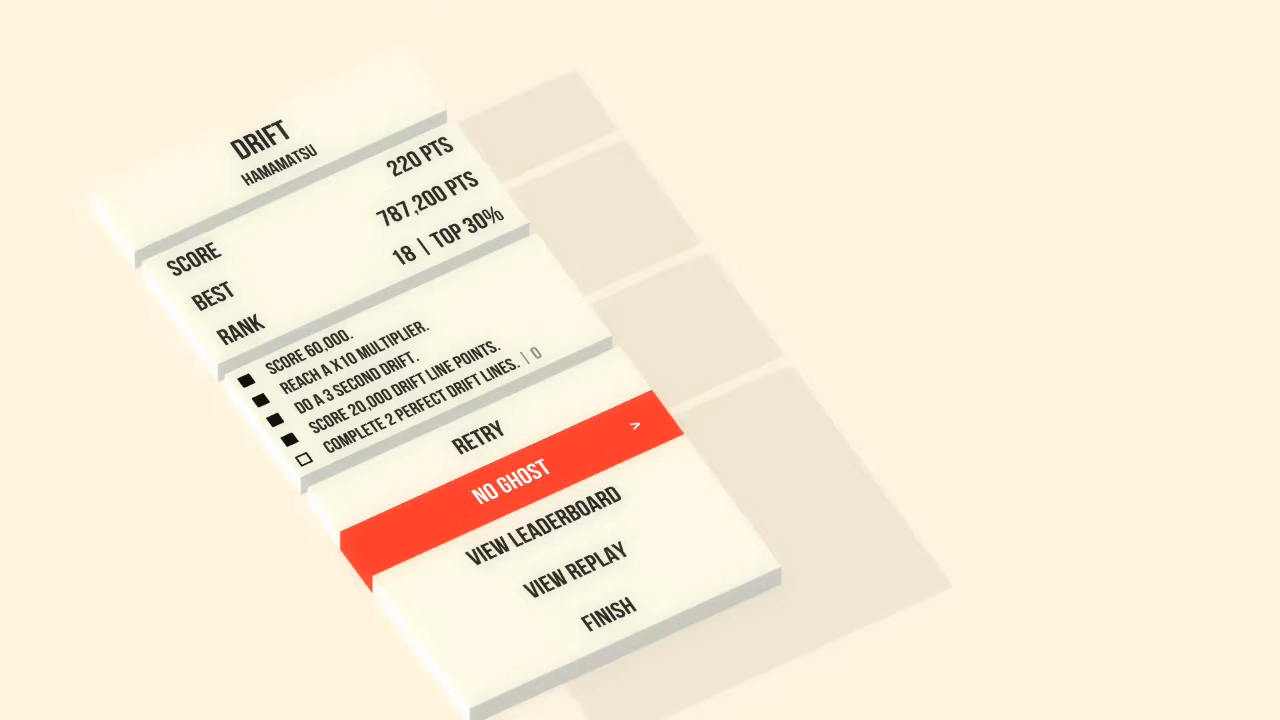 DRIFT
HAMAMATSU
SCORE 220 PTS
BEST 787,200 PTS
RANK 18 | TOP 30%
SCORE 60,000.
REACH A X10 MULTIPLIER.
DO A 3 SECOND DRIFT.
SCORE 20,000 DRIFT LINE POINTS.
COMPLETE 2 PERFECT DRIFT LINES. | 0
RETRY
NO GHOST >
VIEW LEADERBOARD
VIEW REPLAY
FINISH